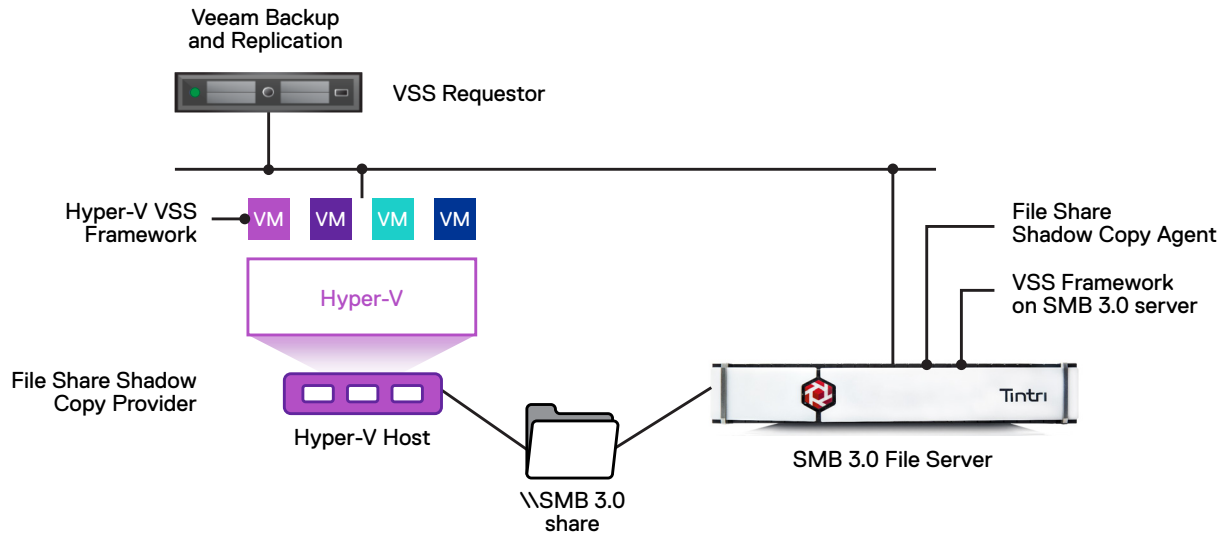 Veeam Backup
and Replication
VSS Requestor
Hyper-V VSS
Framework
VM
VM
VM
VM
File Share
Shadow Copy Agent
VSS Framework
on SMB 3.0 server
Hyper-V
File Share Shadow
Copy Provider
Hyper-V Host
Tintri
SMB 3.0 File Server
\\SMB 3.0
share